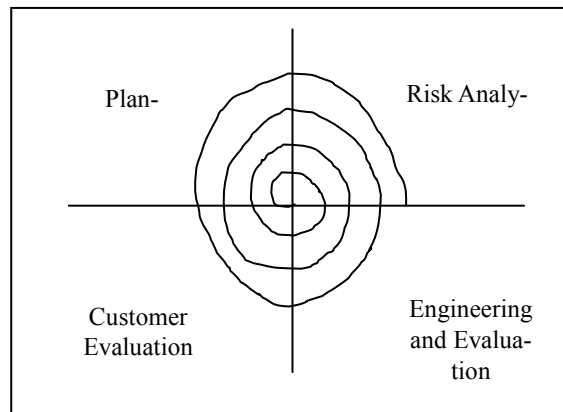 Plan-
Risk Analy-
Customer
Evaluation
Engineering
and Evalua-
tion